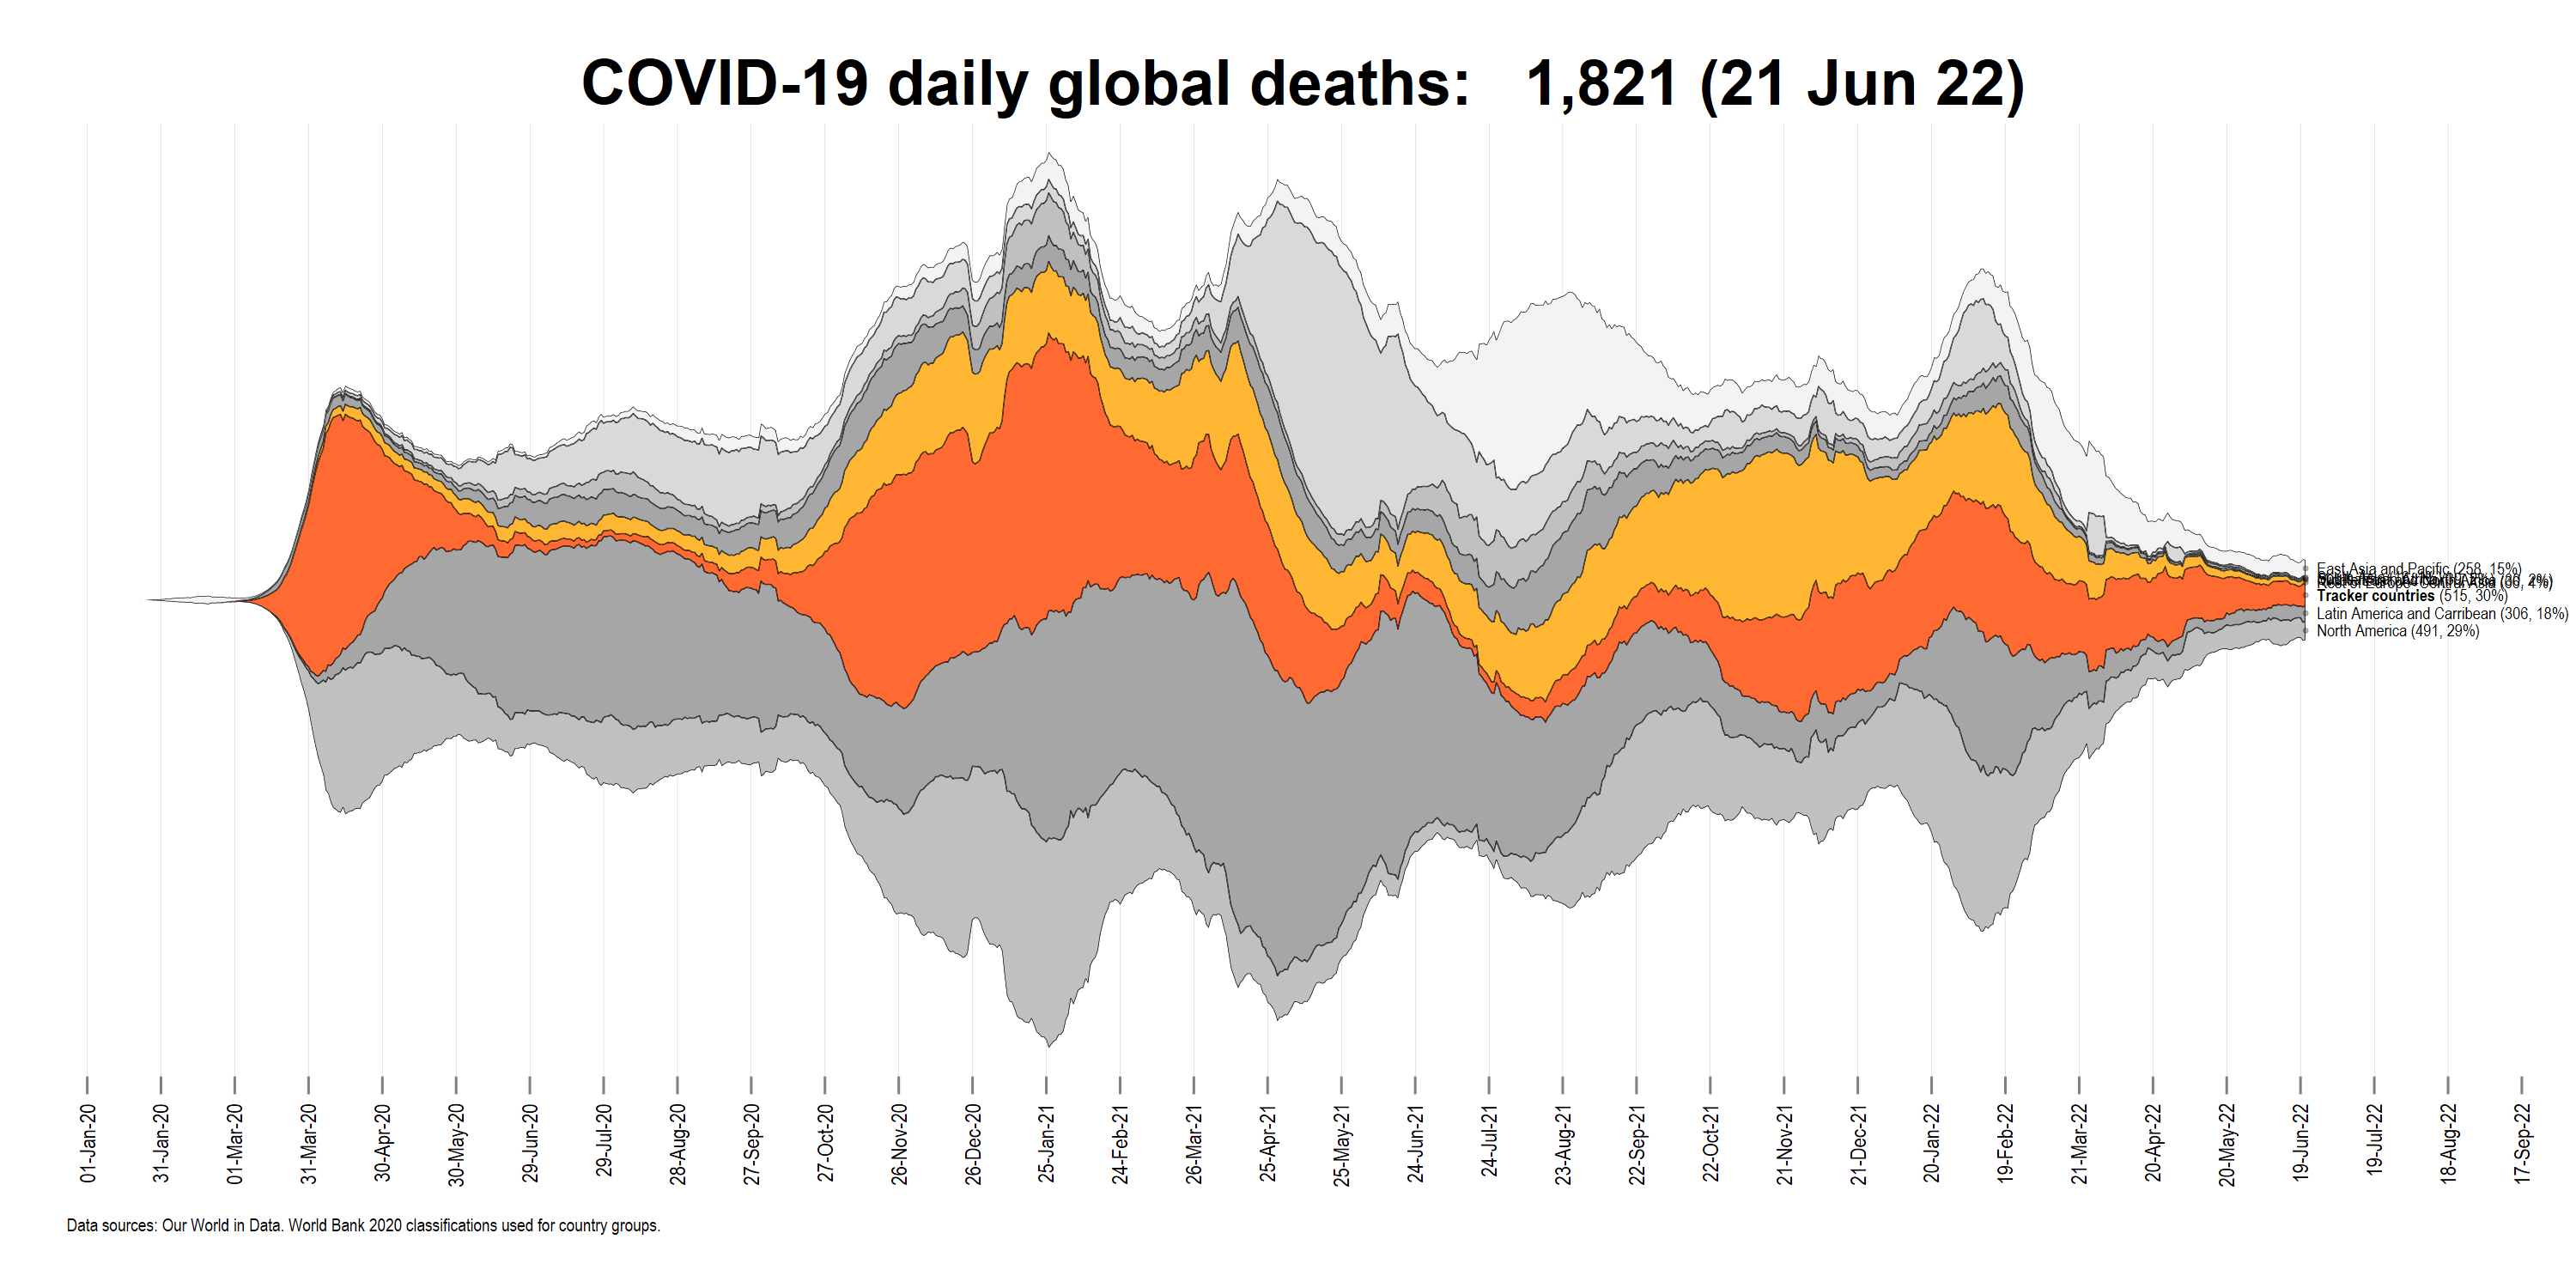 COVID-19 daily global deaths: 1,821 (21 Jun 22)
East Asia and Pacific (258, 15%)
Rest of Europe+Central Asia (66, 4%)
Tracker countries (515, 30%)
Latin America and Carribean (306, 18%)
North America (491, 29%)
01-Jan-20
31-Jan-20
01-Mar-20
31-Mar-20
30-Apr-20
30-May-20
29-Jun-20
29-Jul-20
28-Aug-20
27-Sep-20
27-Oct-20
26-Nov-20
26-Dec-20
25-Jan-21
24-Feb-21
26-Mar-21
25-Apr-21
25-May-21
24-Jun-21
24-Jul-21
23-Aug-21
22-Sep-21
22-Oct-21
21-Nov-21
21-Dec-21
20-Jan-22
19-Feb-22
21-Mar-22
20-Apr-22
20-May-22
19-Jun-22
19-Jul-22
18-Aug-22
17-Sep-22
Data sources: Our World in Data. World Bank 2020 classifications used for country groups.